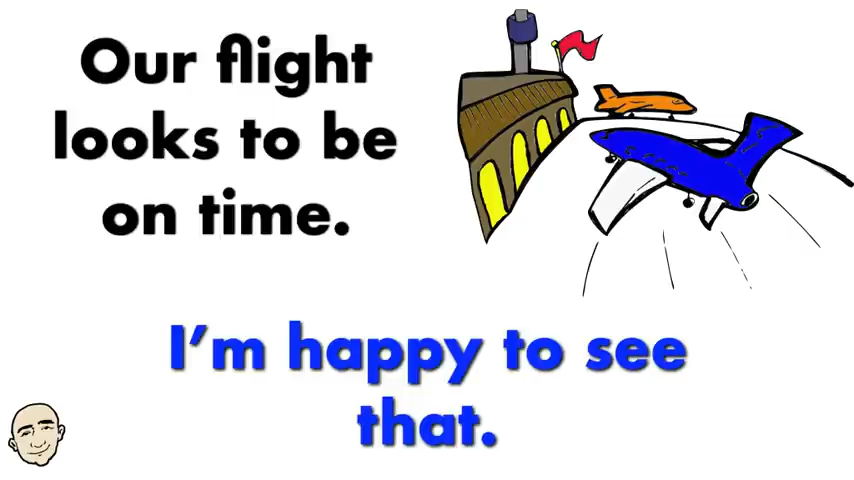 Our flight
looks to be
on time.
I'm happy to see
that.